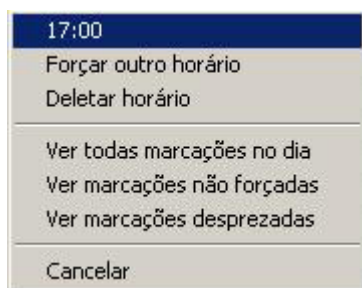 17:00
Forçar outro horário
Deletar horário
Ver todas marcações no dia
Ver marcações não forçadas
Ver marcações desprezadas
Cancelar